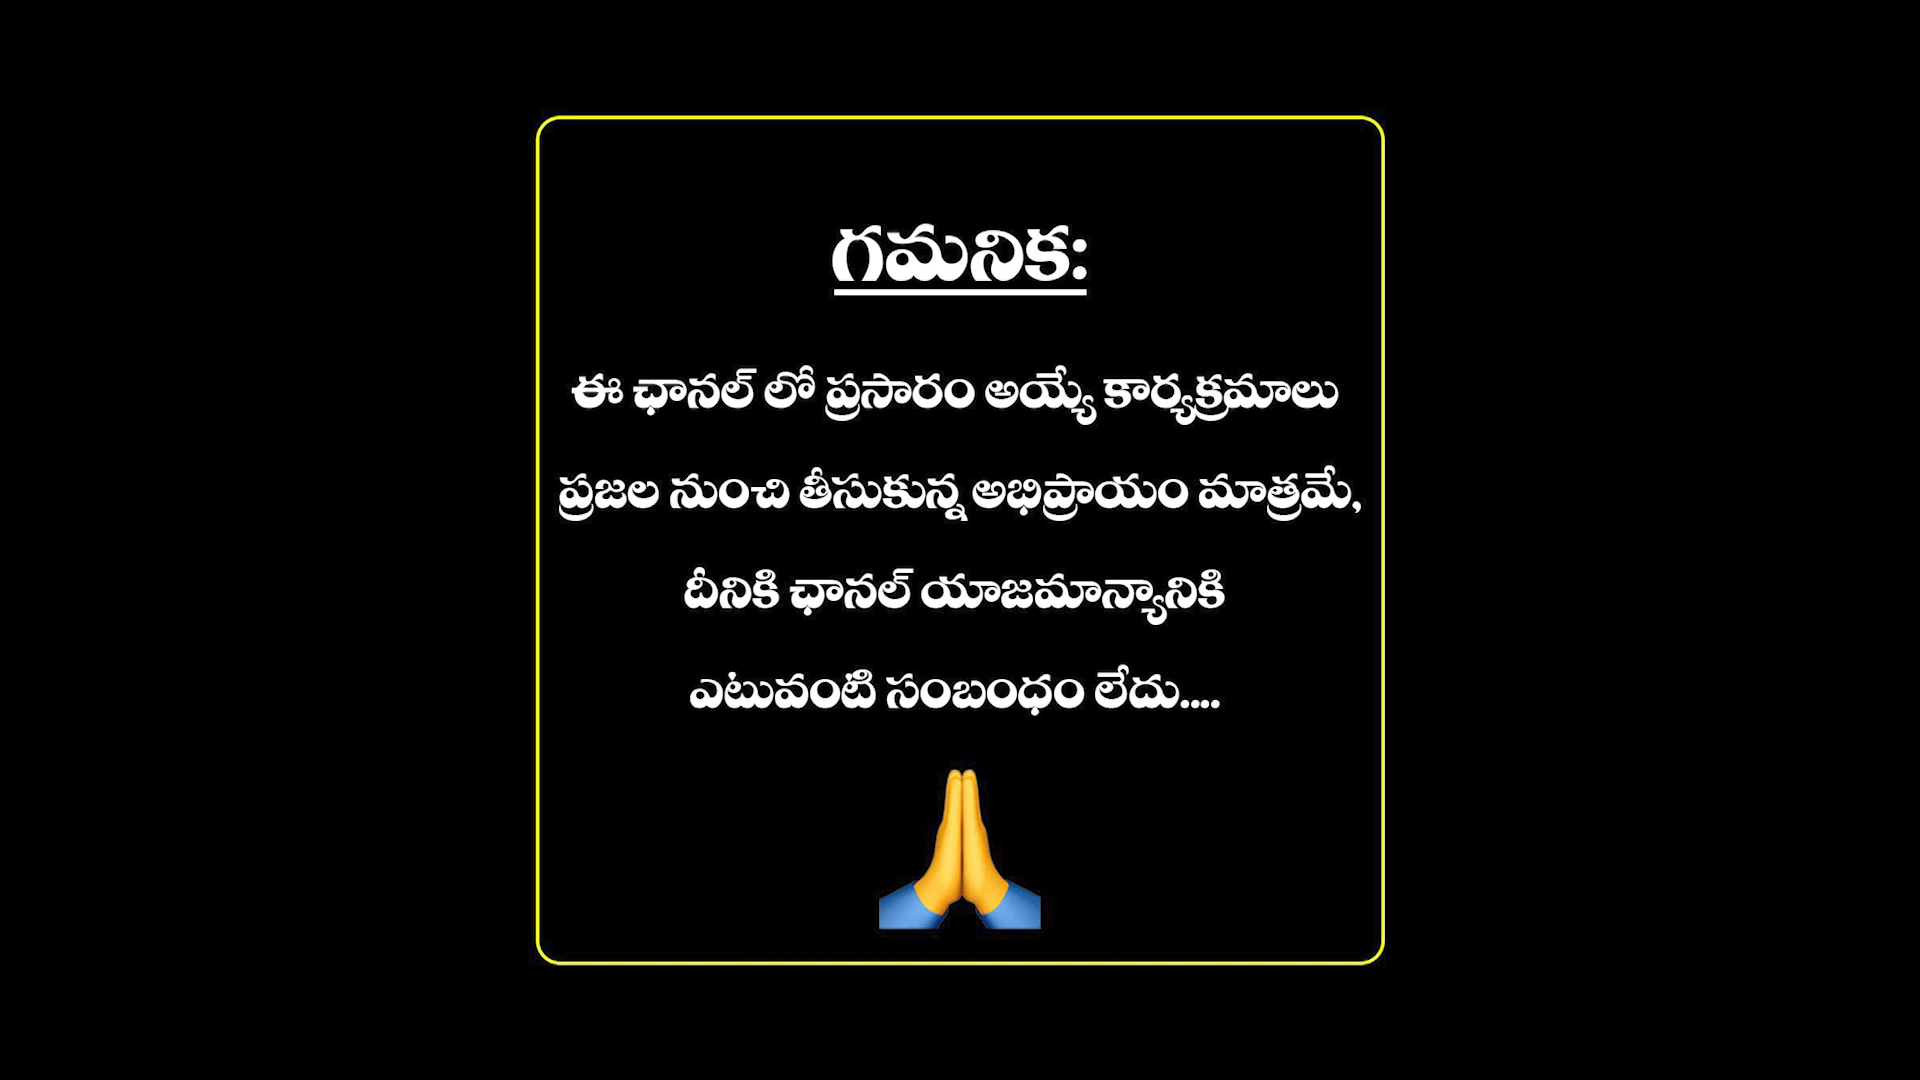 గమనిక:
ఈ ఛానల్ లో ప్రసారం అయ్యే కార్యక్రమాలు
ప్రజల నుంచి తీసుకున్న అభిప్రాయం మాత్రమే,
దీనికి ఛానల్ యాజమాన్యానికి
ఎటువంటి సంబంధం లేదు....